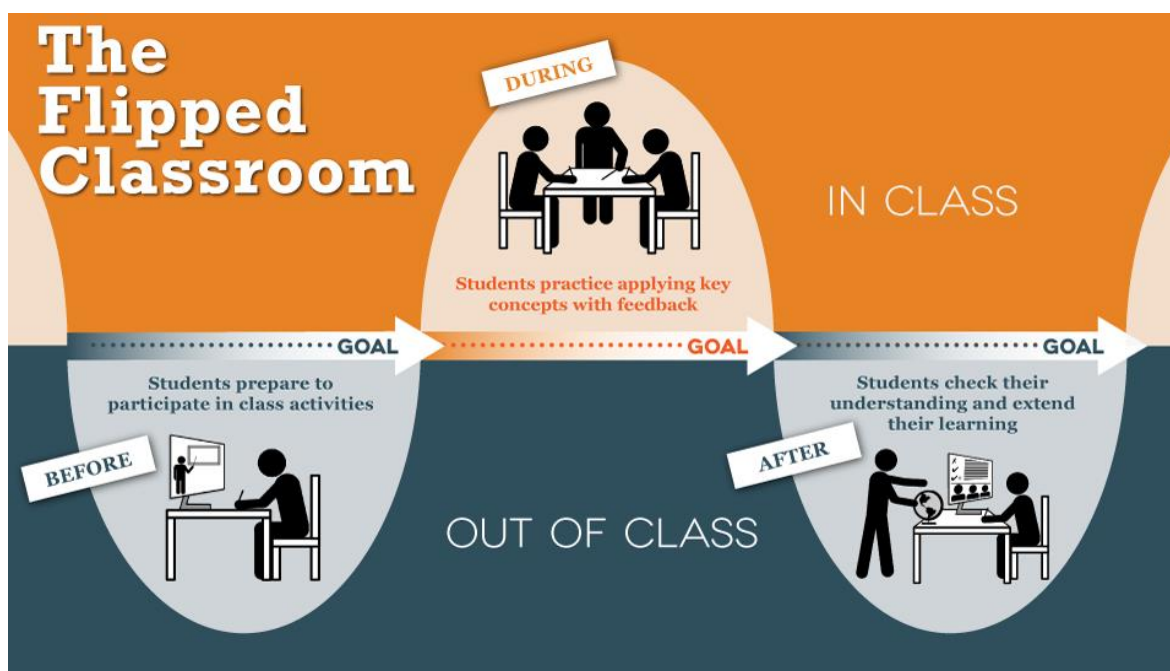 The
Flipped
Classroom
DURING
IN CLASS
Students practice applying key
concepts with feedback
GOAL
GOAL
GOAL
Students prepare to
participate in class activities
BEFORE
OUT OF CLASS
Students check their
understanding and extend
their learning
AFTER